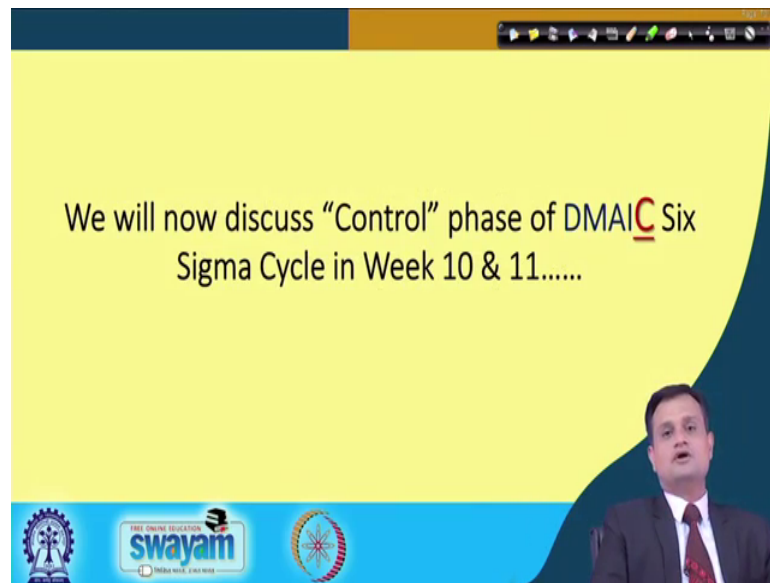 We will now discuss “Control” phase of DMAIC Six
Sigma Cycle in Week 10 & 11......
FREE ONLINE EDUCATION
swayam